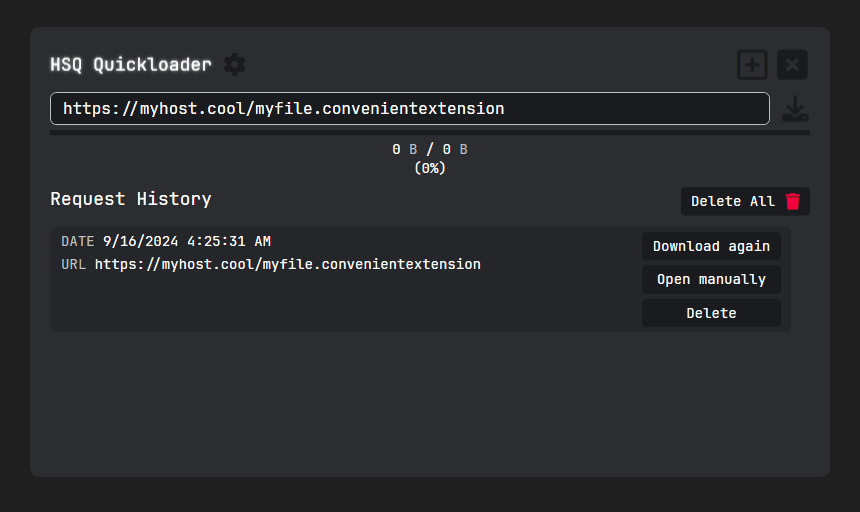 HSQ Quickloader
https://myhost.cool/myfile.convenientextension
0 B / 0 B
(0%)
Request History
Delete All
DATE 9/16/2024 4:25:31 AM
URL https://myhost.cool/myfile.convenientextension
Download again
Open manually
Delete